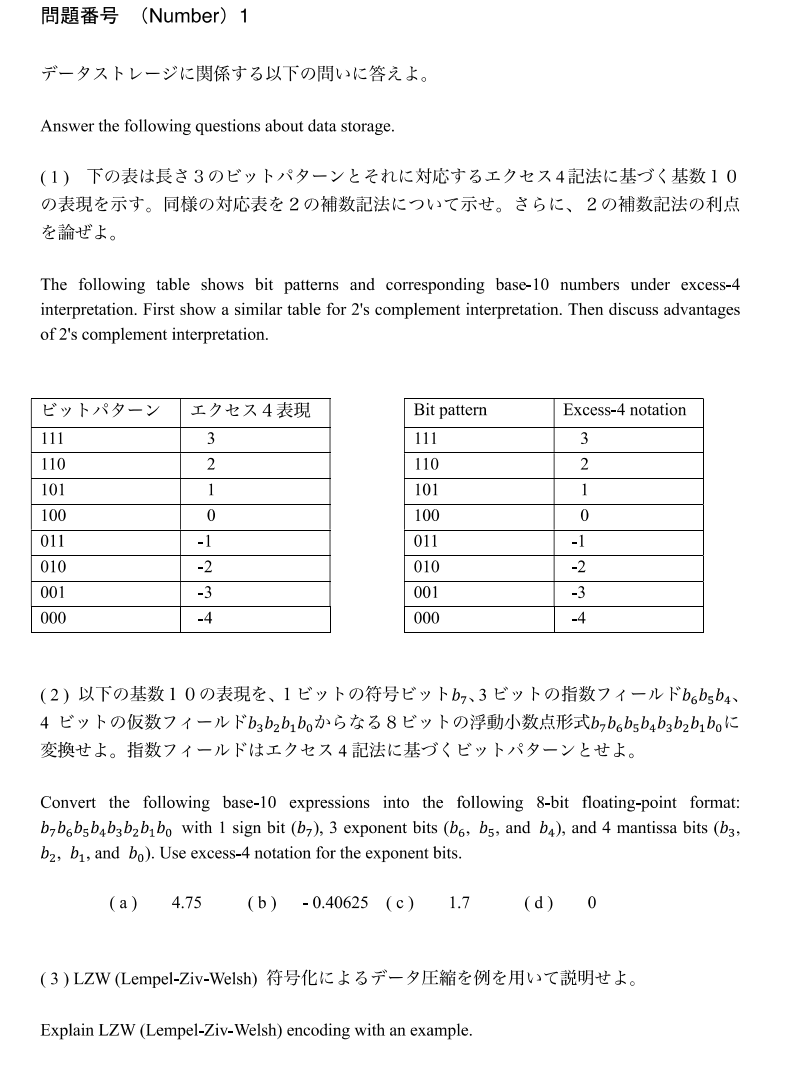 問題番号 （Number）1
データストレージに関係する以下の問いに答えよ。
Answer the following questions about data storage.
(1) 下の表は長さ３のビットパターンとそれに対応するエクセス4記法に基づく基数１０
の表現を示す。同様の対応表を２の補数記法について示せ。さらに、２の補数記法の利点
を論ぜよ。
The following table shows bit patterns and corresponding base-10 numbers under excess-4
interpretation. First show a similar table for 2's complement interpretation. Then discuss advantages
of 2's complement interpretation.
ビットパターン エクセス４表現
111 3
110 2
101 1
100 0
011 -1
010 -2
001 -3
000 -4
Bit pattern Excess-4 notation
111 3
110 2
101 1
100 0
011 -1
010 -2
001 -3
000 -4
(2) 以下の基数１０の表現を、1 ビットの符号ビットb₇、3 ビットの指数フィールドb₆b₅b₄、
4 ビットの仮数フィールドb₃b₂b₁b₀からなる８ビットの浮動小数点形式b₇b₆b₅b₄b₃b₂b₁b₀に
変換せよ。指数フィールドはエクセス 4 記法に基づくビットパターンとせよ。
Convert the following base-10 expressions into the following 8-bit floating-point format:
b₇b₆b₅b₄b₃b₂b₁b₀ with 1 sign bit (b₇), 3 exponent bits (b₆, b₅, and b₄), and 4 mantissa bits (b₃,
b₂, b₁, and b₀). Use excess-4 notation for the exponent bits.
(a) 4.75 (b) - 0.40625 (c) 1.7 (d) 0
(3) LZW (Lempel-Ziv-Welsh) 符号化によるデータ圧縮を例を用いて説明せよ。
Explain LZW (Lempel-Ziv-Welsh) encoding with an example.